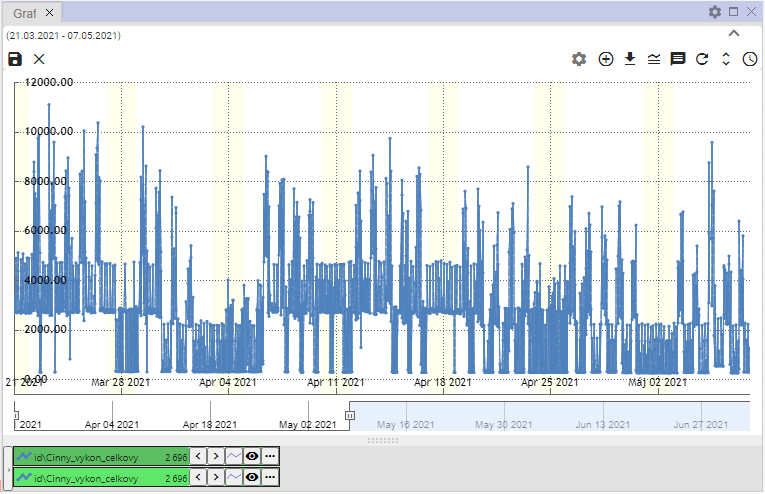 Graf
(21.03.2021 - 07.05.2021)
12000.00
10000.00
8000.00
6000.00
4000.00
2000.00
0.00
21 2021 Mar 28 2021 Apr 04 2021 Apr 11 2021 Apr 18 2021 Apr 25 2021 Máj 02 2021
2021 Apr 04 2021 Apr 18 2021 May 02 2021 May 16 2021 May 30 2021 Jun 13 2021 Jun 27 2021
id\Cinny_vykon_celkovy 2 696
id\Cinny_vykon_celkovy 2 696